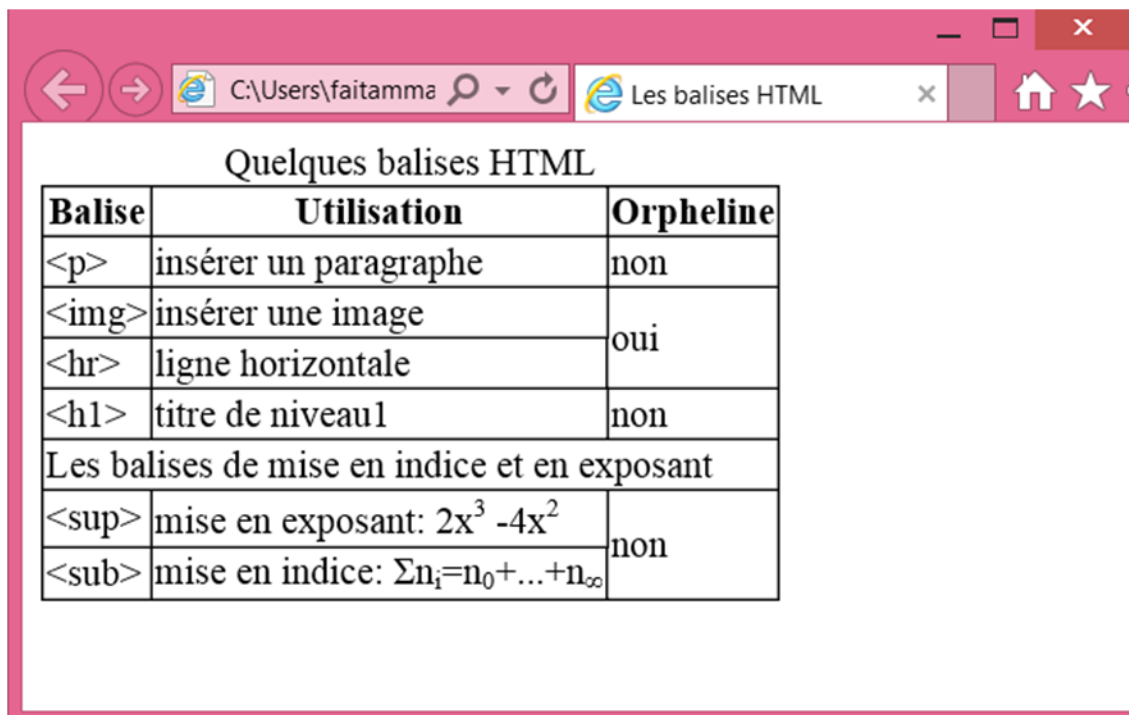 C:\Users\faitamma
Les balises HTML
Quelques balises HTML
Balise Utilisation Orpheline
<p> insérer un paragraphe non
<img> insérer une image
oui
<hr> ligne horizontale
<h1> titre de niveau1 non
Les balises de mise en indice et en exposant
<sup> mise en exposant: 2x³ -4x²
non
<sub> mise en indice: Σnᵢ=n₀+...+n∞